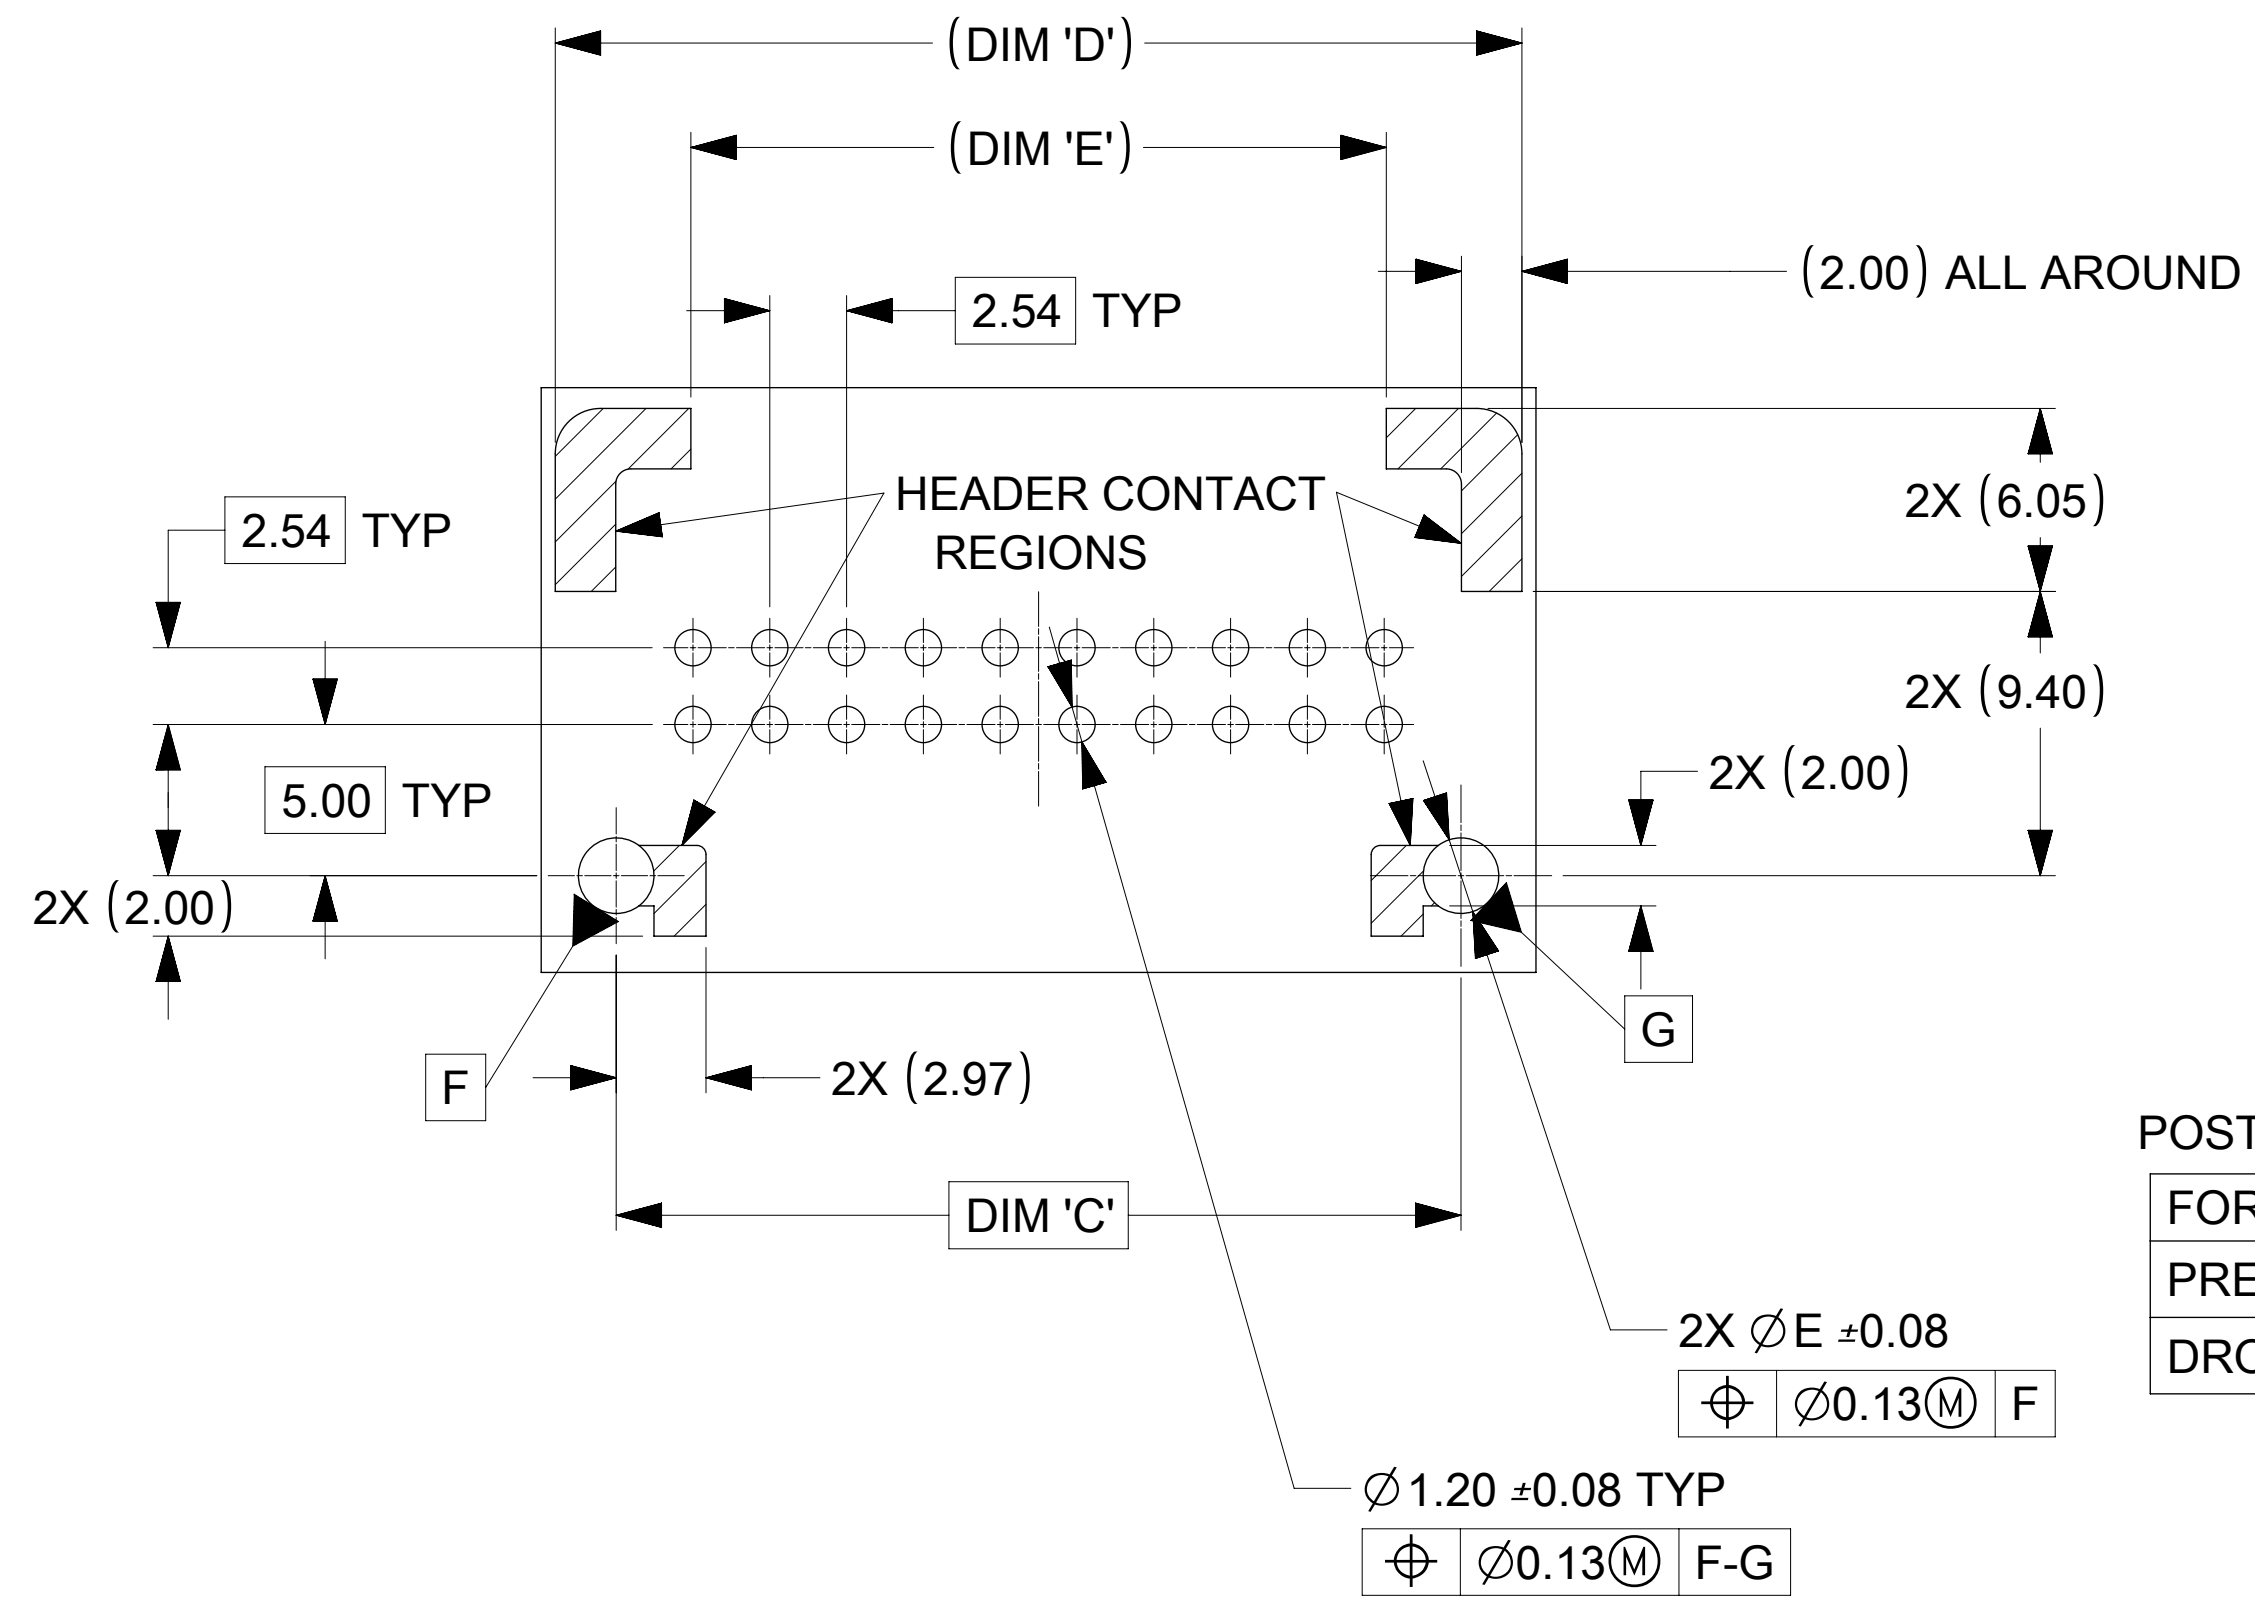 (DIM 'D')
(DIM 'E')
(2.00) ALL AROUND
2.54 TYP
HEADER CONTACT
REGIONS
2X (6.05)
2.54 TYP
2X (9.40)
2X (2.00)
5.00 TYP
2X (2.00)
G
F
2X (2.97)
POST
FOR
PRE
DIM 'C'
2X ∅E ±0.08
⌖ ∅0.13Ⓜ F
∅1.20 ±0.08 TYP
⌖ ∅0.13Ⓜ F-G